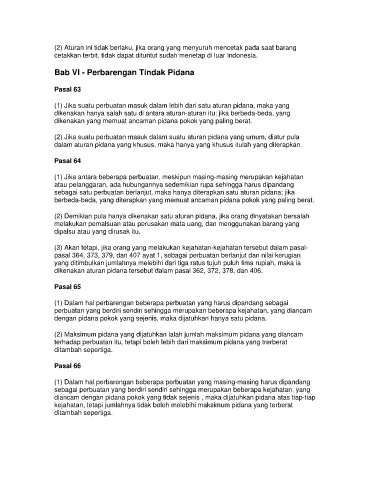 (2) Aturan ini tidak berlaku, jika orang yang menyuruh mencetak pada saat barang
cetakkan terbit, tidak dapat dituntut sudah menetap di luar Indonesia.
Bab VI - Perbarengan Tindak Pidana
Pasal 63
(1) Jika suatu perbuatan masuk dalam lebih dari satu aturan pidana, maka yang
dikenakan hanya salah satu di antara aturan-aturan itu; jika berbeda-beda, yang
dikenakan yang memuat ancaman pidana pokok yang paling berat.
(2) Jika suatu perbuatan masuk dalam suatu aturan pidana yang umum, diatur pula
dalam aturan pidana yang khusus, maka hanya yang khusus itulah yang diterapkan.
Pasal 64
(1) Jika antara beberapa perbuatan, meskipun masing-masing merupakan kejahatan
atau pelanggaran, ada hubungannya sedemikian rupa sehingga harus dipandang
sebagai satu perbuatan berlanjut, maka hanya diterapkan satu aturan pidana; jika
berbeda-beda, yang diterapkan yang memuat ancaman pidana pokok yang paling berat.
(2) Demikian pula hanya dikenakan satu aturan pidana, jika orang dinyatakan bersalah
melakukan pemalsuan atau perusakan mata uang, dan menggunakan barang yang
dipalsu atau yang dirusak itu.
(3) Akan tetapi, jika orang yang melakukan kejahatan-kejahatan tersebut dalam pasal-
pasal 364, 373, 379, dan 407 ayat 1, sebagai perbuatan berlanjut dan nilai kerugian
yang ditimbulkan jumlahnya melebihi dari tiga ratus tujuh puluh lima rupiah, maka ia
dikenakan aturan pidana tersebut dalam pasal 362, 372, 378, dan 406.
Pasal 65
(1) Dalam hal perbarengan beberapa perbuatan yang harus dipandang sebagai
perbuatan yang berdiri sendiri sehingga merupakan beberapa kejahatan, yang diancam
dengan pidana pokok yang sejenis, maka dijatuhkan hanya satu pidana.
(2) Maksimum pidana yang dijatuhkan ialah jumlah maksimum pidana yang diancam
terhadap perbuatan itu, tetapi boleh lebih dari maksimum pidana yang trerberat
ditambah sepertiga.
Pasal 66
(1) Dalam hal perbarengan beberapa perbuatan yang masing-masing harus dipandang
sebagai perbuatan yang berdiri sendiri sehingga merupakan beberapa kejahatan, yang
diancam dengan pidana pokok yang tidak sejenis , maka dijatuhkan pidana atas tiap-tiap
kejahatan, tetapi jumlahnya tidak boleh melebihi maksimum pidana yang terberat
ditambah sepertiga.